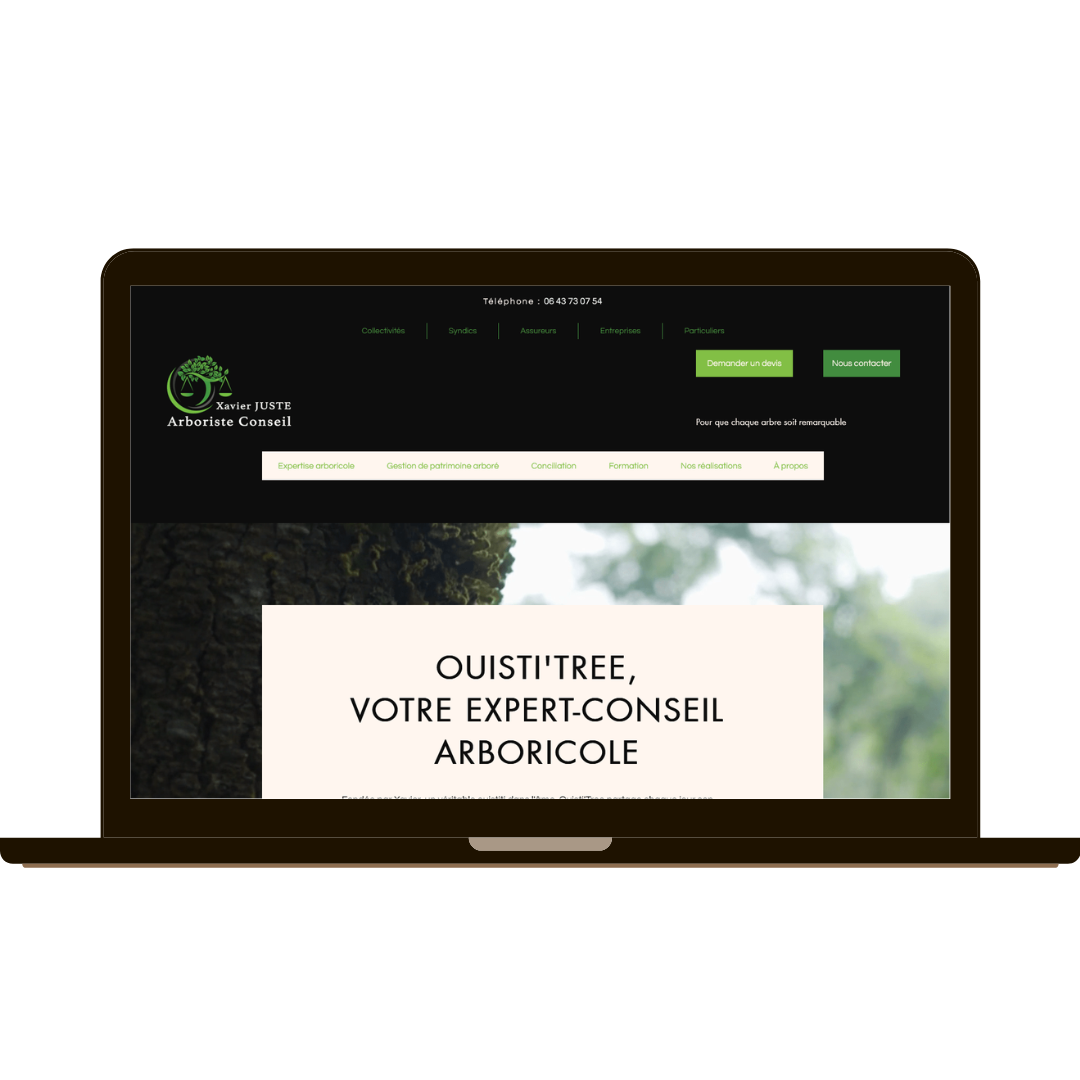 Téléphone : 06 43 73 07 54
Collectivités Syndics Assureurs Entreprises Particuliers
Demander un devis Nous contacter
Xavier JUSTE
Arboriste Conseil
Pour que chaque arbre soit remarquable
Expertise arboricole Gestion de patrimoine arboré Conciliation Formation Nos réalisations À propos
OUISTI'TREE,
VOTRE EXPERT-CONSEIL
ARBORICOLE